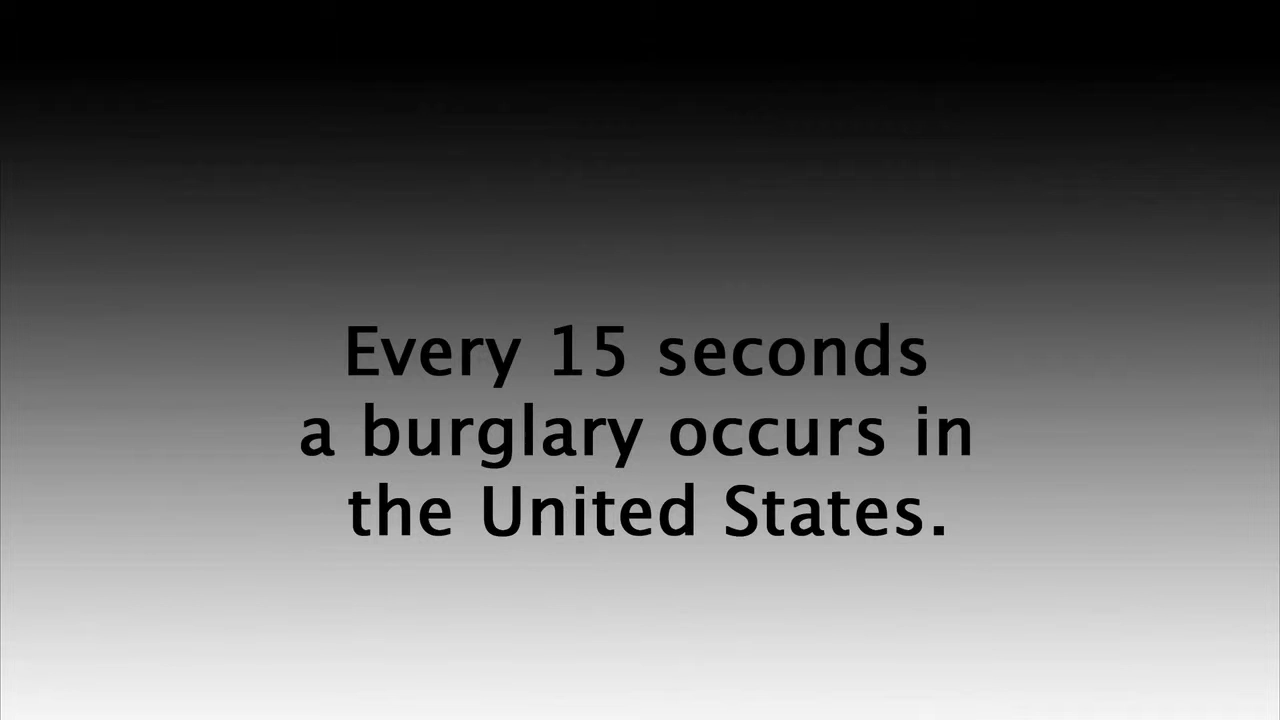 Every 15 seconds
a burglary occurs in
the United States.